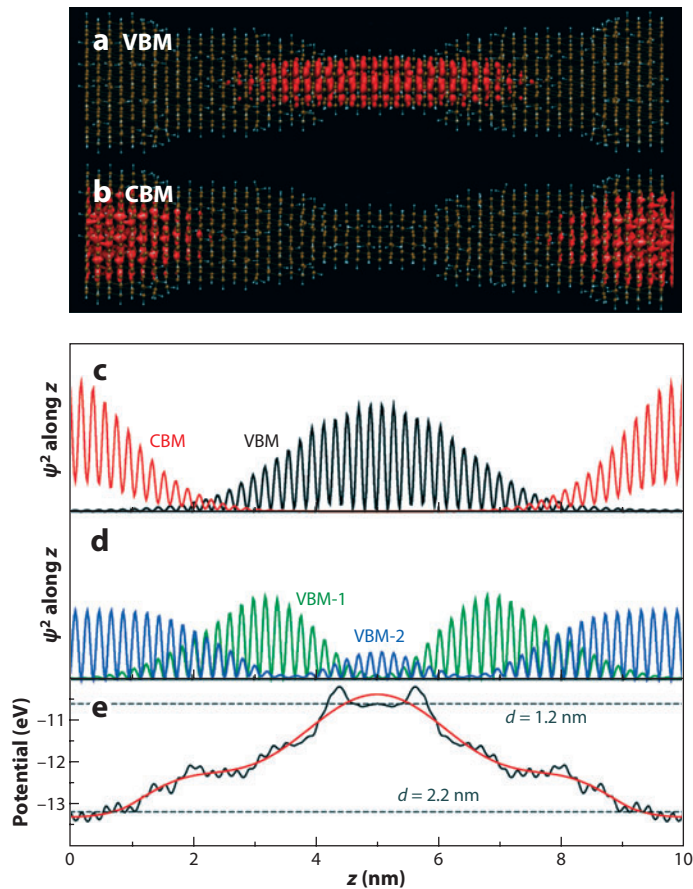 a VBM
b CBM
c
ψ² along z
CBM
VBM
d
ψ² along z
VBM-1
VBM-2
e
Potential (eV)
−11
−12
−13
d = 1.2 nm
d = 2.2 nm
0 2 4 6 8 10
z (nm)